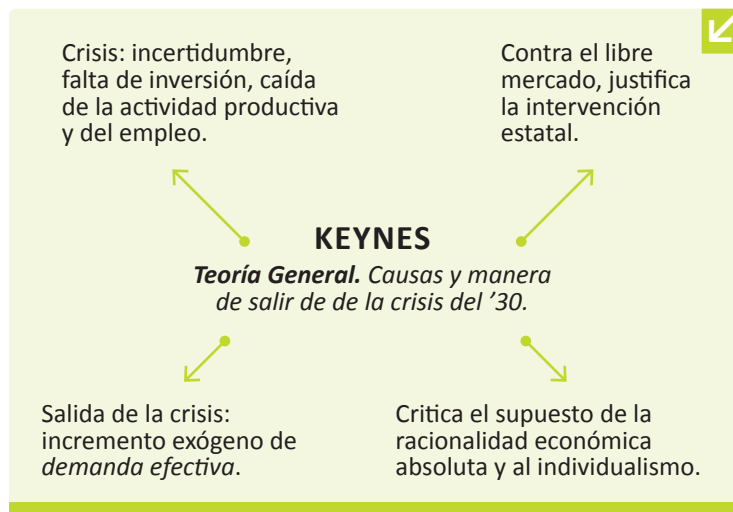 Crisis: incertidumbre,
falta de inversión, caída
de la actividad productiva
y del empleo.
Contra el libre
mercado, justifica
la intervención
estatal.
KEYNES
Teoría General. Causas y manera
de salir de de la crisis del ’30.
Salida de la crisis:
incremento exógeno de
demanda efectiva.
Critica el supuesto de la
racionalidad económica
absoluta y al individualismo.